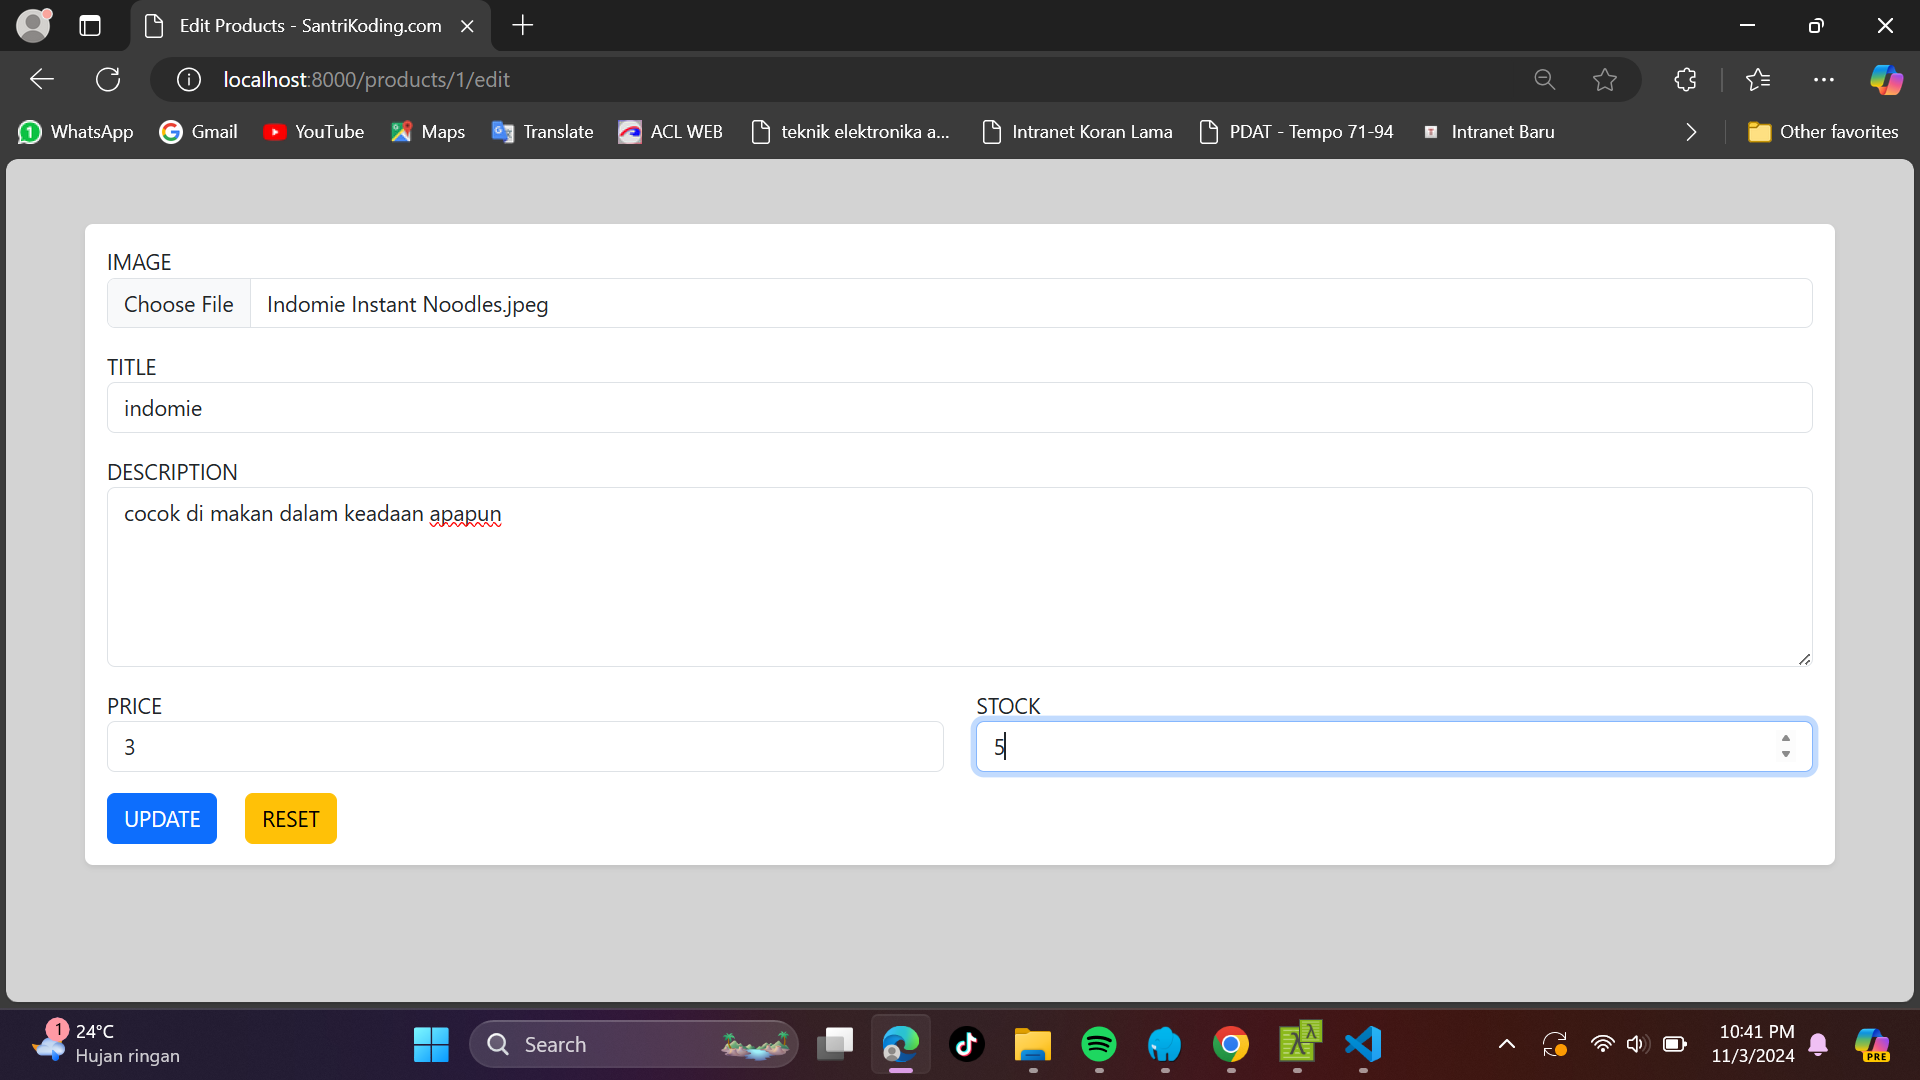 Edit Products - SantriKoding.com
localhost:8000/products/1/edit
WhatsApp Gmail YouTube Maps Translate ACL WEB teknik elektronika a... Intranet Koran Lama PDAT - Tempo 71-94 Intranet Baru Other favorites
IMAGE
Choose File Indomie Instant Noodles.jpeg
TITLE
indomie
DESCRIPTION
cocok di makan dalam keadaan apapun
PRICE STOCK
3 5
UPDATE RESET
1 24°C
Hujan ringan
Search
10:41 PM
11/3/2024
PRE